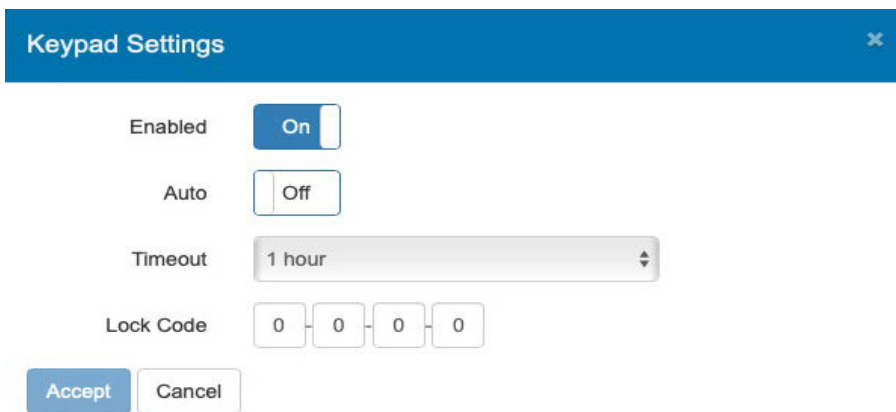 Keypad Settings ×
Enabled On
Auto Off
Timeout 1 hour
Lock Code 0 - 0 - 0 - 0
Accept Cancel